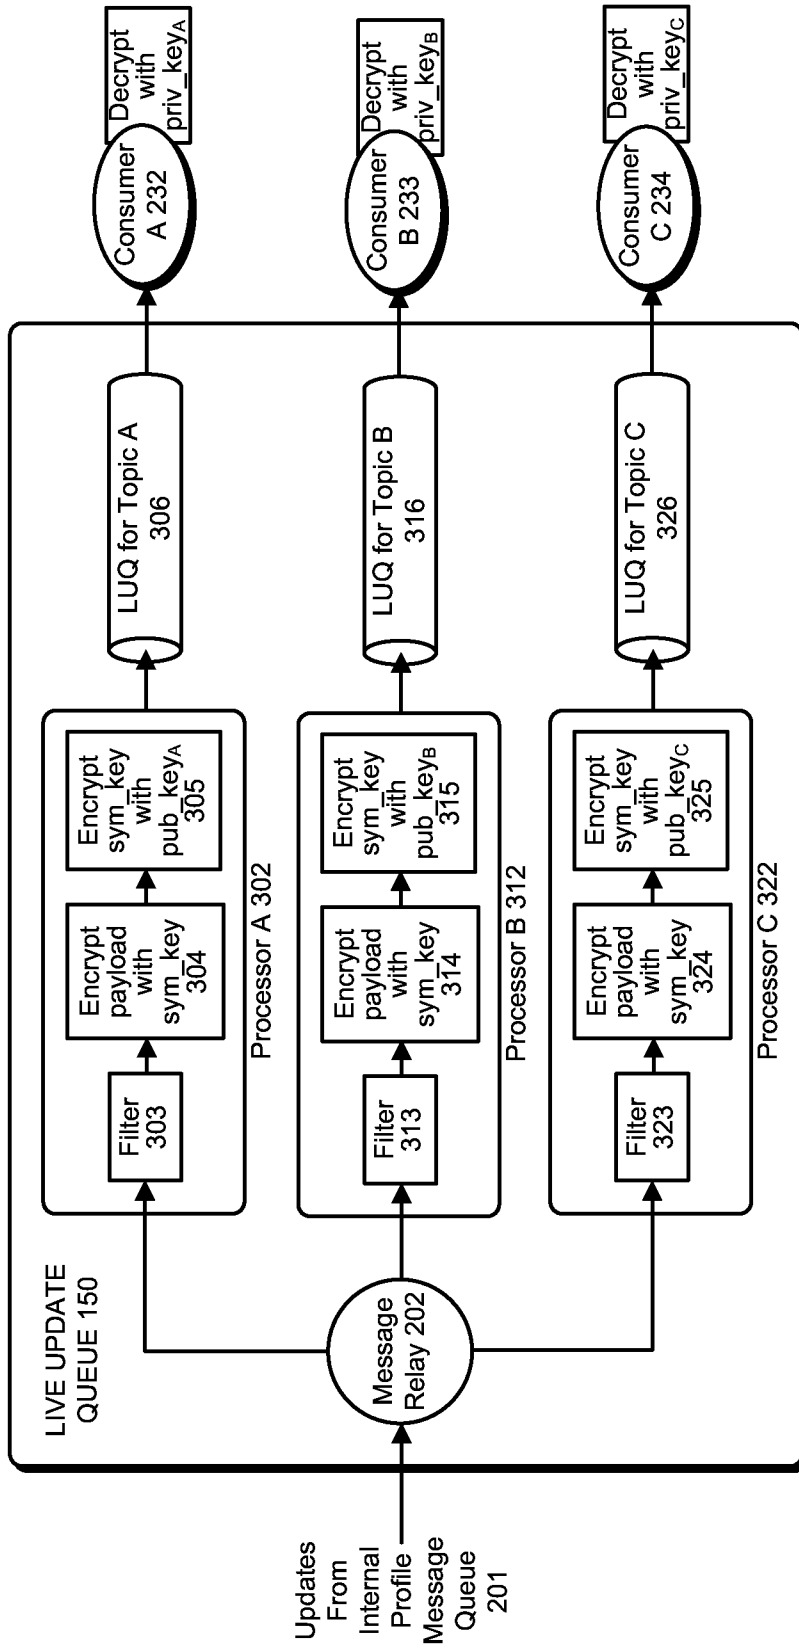 LIVE UPDATE
QUEUE 150
Updates
From
Internal
Profile
Message
Queue
201
Message
Relay 202
Filter
303
Encrypt
payload
with
sym_key
304
Encrypt
sym_key
with
pub_keyA
305
Processor A 302
LUQ for Topic A
306
Consumer
A 232
Decrypt
with
priv_keyA
Filter
313
Encrypt
payload
with
sym_key
314
Encrypt
sym_key
with
pub_keyB
315
Processor B 312
LUQ for Topic B
316
Consumer
B 233
Decrypt
with
priv_keyB
Filter
323
Encrypt
payload
with
sym_key
324
Encrypt
sym_key
with
pub_keyC
325
Processor C 322
LUQ for Topic C
326
Consumer
C 234
Decrypt
with
priv_keyC